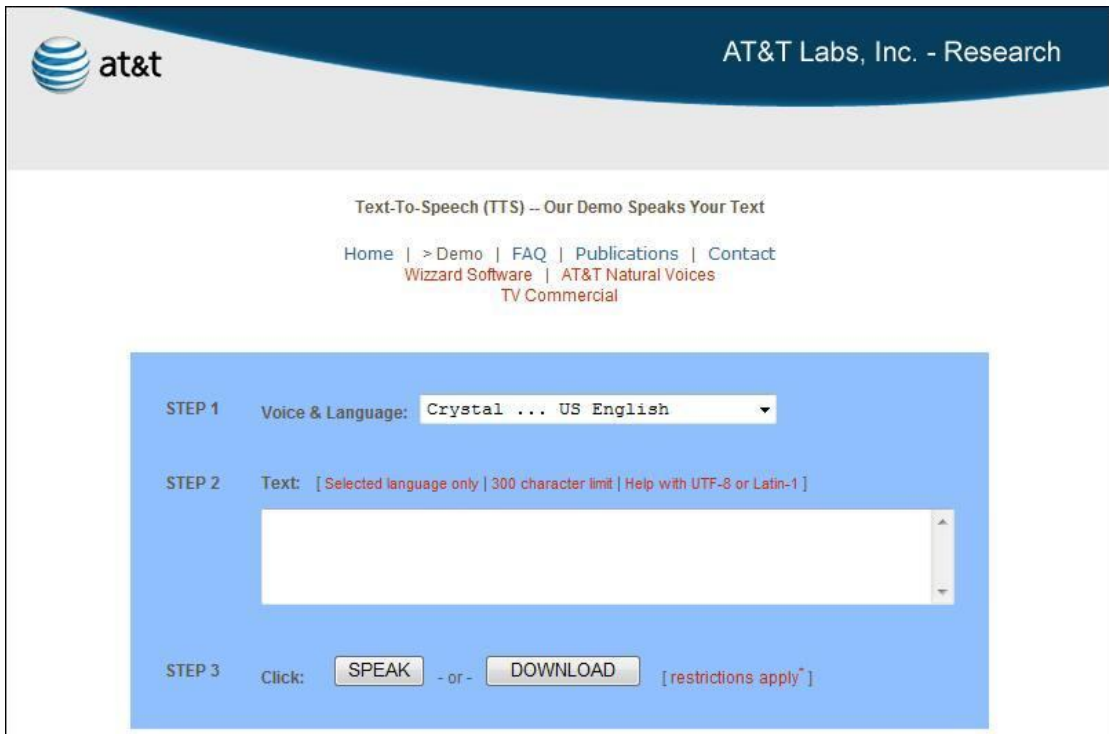 at&t
AT&T Labs, Inc. - Research
Text-To-Speech (TTS) -- Our Demo Speaks Your Text
Home | > Demo | FAQ | Publications | Contact
Wizzard Software | AT&T Natural Voices
TV Commercial
STEP 1 Voice & Language: Crystal ... US English
STEP 2 Text: [ Selected language only | 300 character limit | Help with UTF-8 or Latin-1 ]
STEP 3 Click: SPEAK - or - DOWNLOAD [ restrictions apply* ]